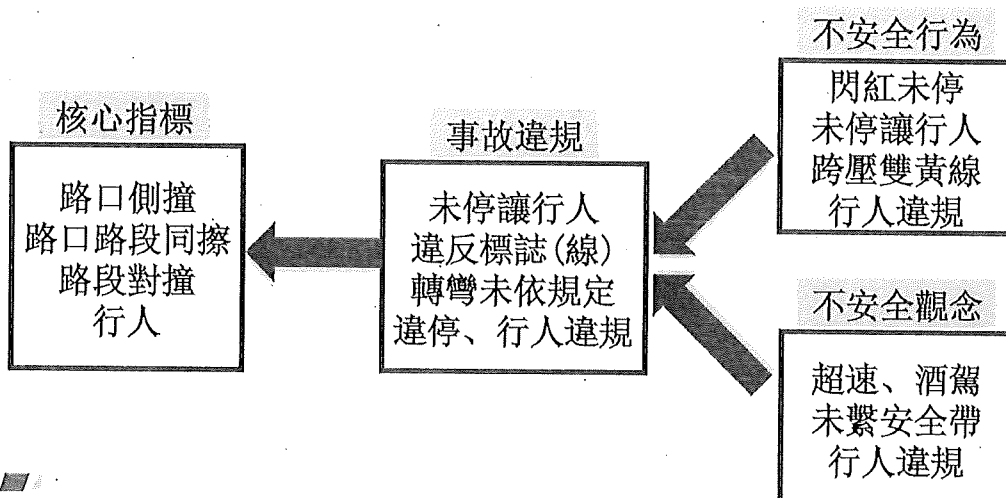 核心指標
路口側撞
路口路段同擦
路段對撞
行人
事故違規
未停讓行人
違反標誌(線)
轉彎未依規定
違停、行人違規
不安全行為
閃紅未停
未停讓行人
跨壓雙黃線
行人違規
不安全觀念
超速、酒駕
未繫安全帶
行人違規